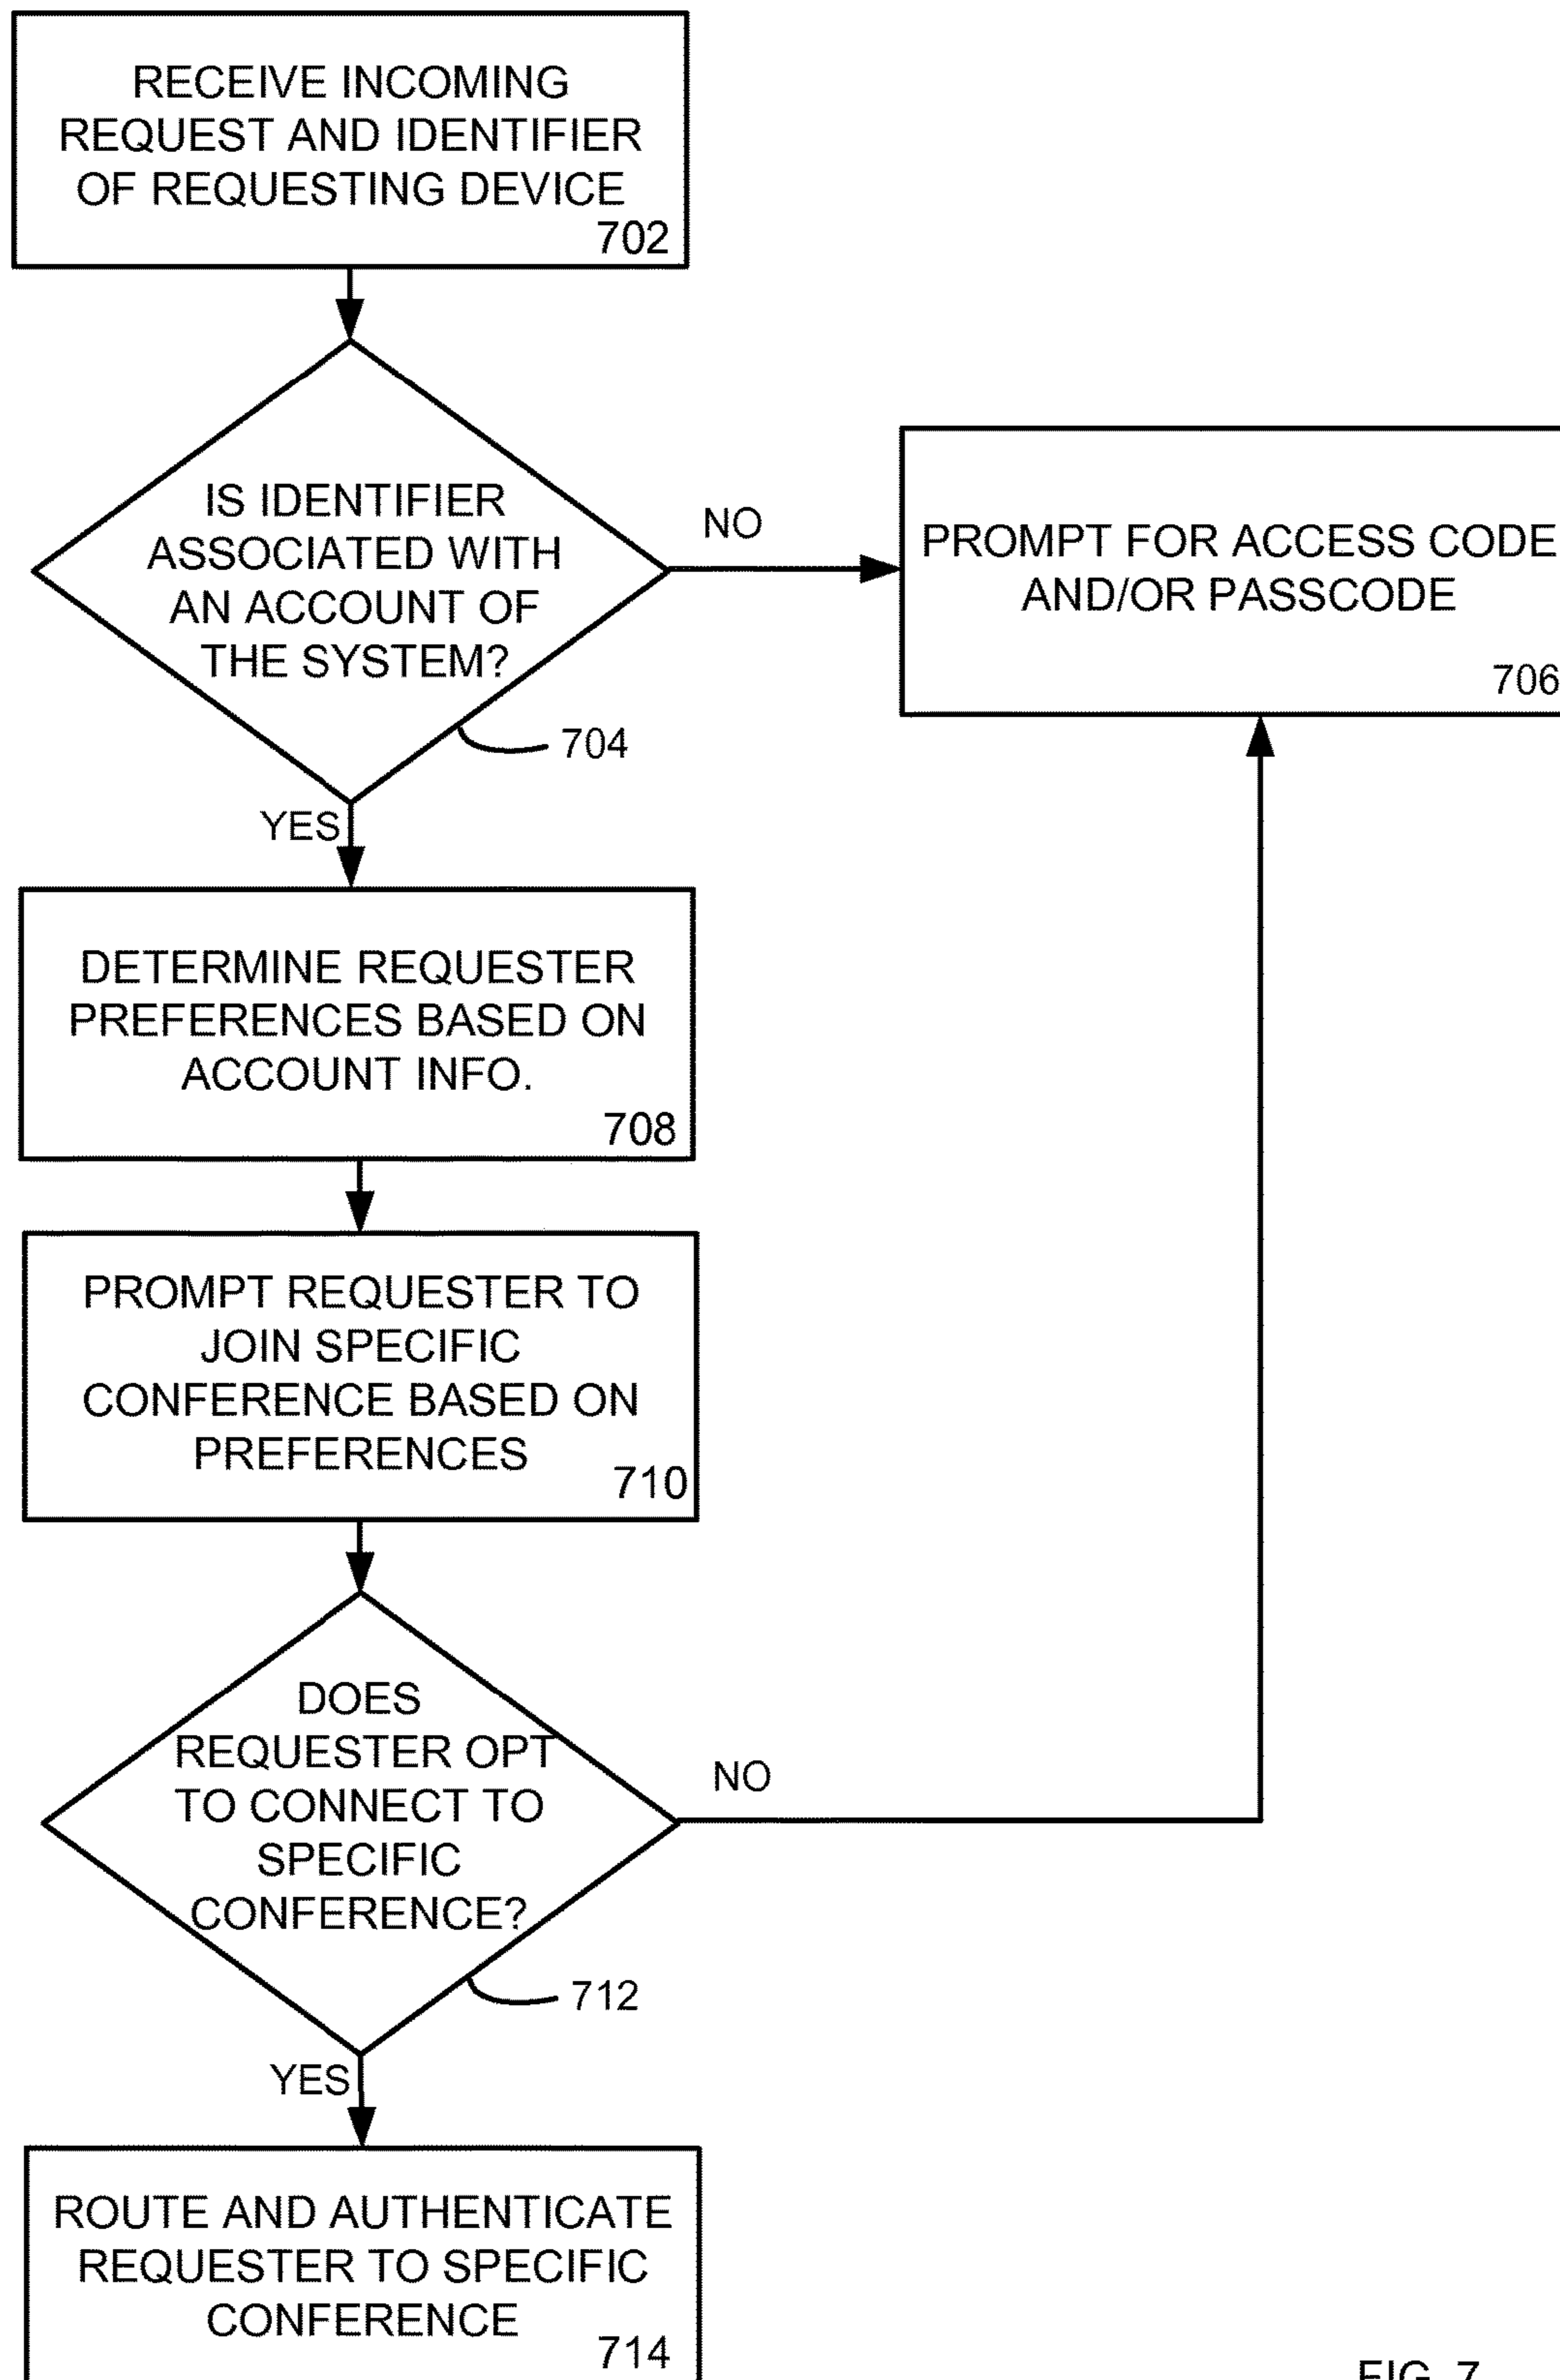 RECEIVE INCOMING
REQUEST AND IDENTIFIER
OF REQUESTING DEVICE
702
IS IDENTIFIER
ASSOCIATED WITH
AN ACCOUNT OF
THE SYSTEM?
704
NO
PROMPT FOR ACCESS CODE
AND/OR PASSCODE
706
YES
DETERMINE REQUESTER
PREFERENCES BASED ON
ACCOUNT INFO.
708
PROMPT REQUESTER TO
JOIN SPECIFIC
CONFERENCE BASED ON
PREFERENCES
710
DOES
REQUESTER OPT
TO CONNECT TO
SPECIFIC
CONFERENCE?
712
NO
YES
ROUTE AND AUTHENTICATE
REQUESTER TO SPECIFIC
CONFERENCE
714
FIG. 7